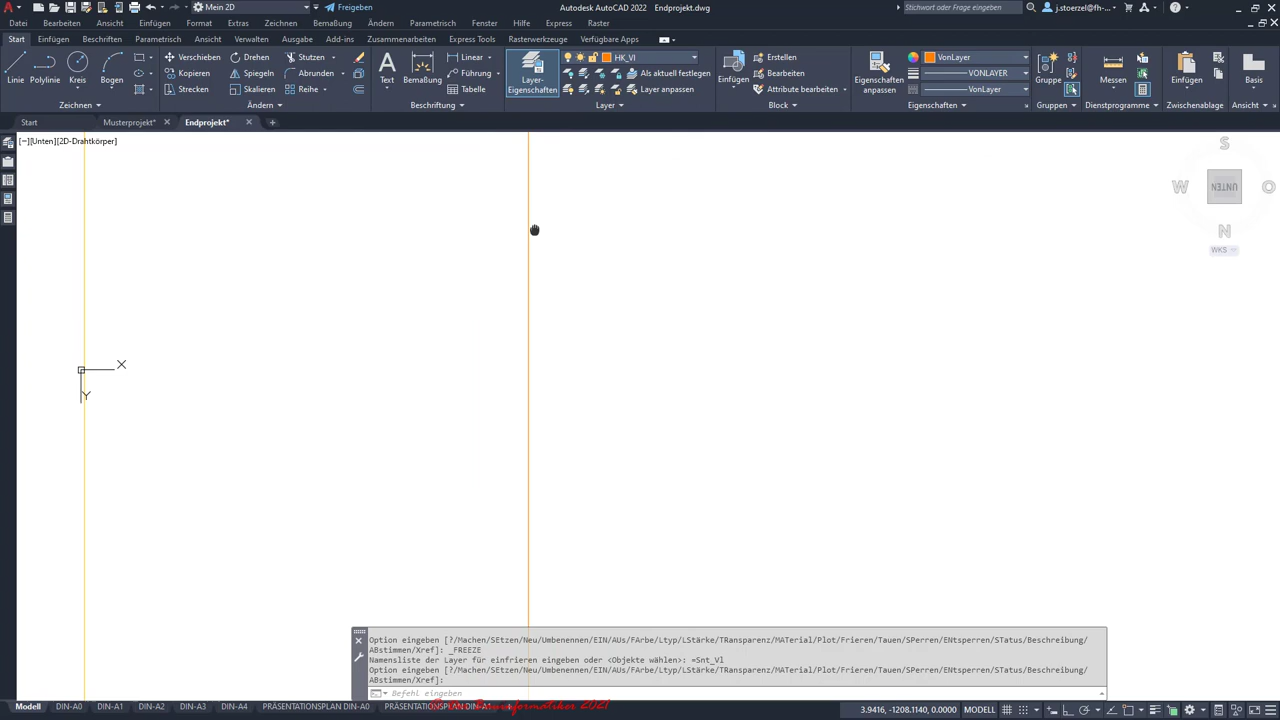 Mein 2D
Freigeben
Autodesk AutoCAD 2022 Endprojekt.dwg
Stichwort oder Frage eingeben
j.stoerzel@fh-...
Datei Bearbeiten Ansicht Einfügen Format Extras Zeichnen Bemaßung Ändern Parametrisch Fenster Hilfe Express Raster
Start Einfügen Beschriften Parametrisch Ansicht Verwalten Ausgabe Add-ins Zusammenarbeiten Express Tools Rasterwerkzeuge Verfügbare Apps
Linie Polylinie Kreis Bogen
Verschieben Drehen Stutzen
Kopieren Spiegeln Abrunden
Strecken Skalieren Reihe
Text Bemaßung
Linear
Führung
Tabelle
Layer-
Eigenschaften
HK_VI
Als aktuell festlegen
Layer anpassen
Einfügen
Erstellen
Bearbeiten
Attribute bearbeiten
Eigenschaften
anpassen
VonLayer
VONLAYER
VonLayer
Gruppe
Messen
Einfügen
Basis
Zeichnen Ändern Beschriftung Layer Block Eigenschaften Gruppen Dienstprogramme Zwischenablage Ansicht
Start Musterprojekt* Endprojekt*
[−][Unten][2D-Drahtkörper]
S
W UNTEN O
N
WKS
X
Y
Option eingeben [?/Machen/SEtzen/Neu/Umbenennen/EIN/AUs/FArbe/Ltyp/LStärke/TRansparenz/MATerial/Plot/Frieren/Tauen/SPerren/ENtsperren/STatus/Beschreibung/
ABstimmen/Xref]: _FREEZE
Namensliste der Layer für einfrieren eingeben oder <Objekte wählen>: =Snt_Vl
Option eingeben [?/Machen/SEtzen/Neu/Umbenennen/EIN/AUs/FArbe/Ltyp/LStärke/TRansparenz/MATerial/Plot/Frieren/Tauen/SPerren/ENtsperren/STatus/Beschreibung/
ABstimmen/Xref]:
Befehl eingeben
Modell DIN-A0 DIN-A1 DIN-A2 DIN-A3 DIN-A4 PRÄSENTATIONSPLAN DIN-A0 PRÄSENTATIONSPLAN DIN-A1
2021
3.9416, -1208.1140, 0.0000 MODELL